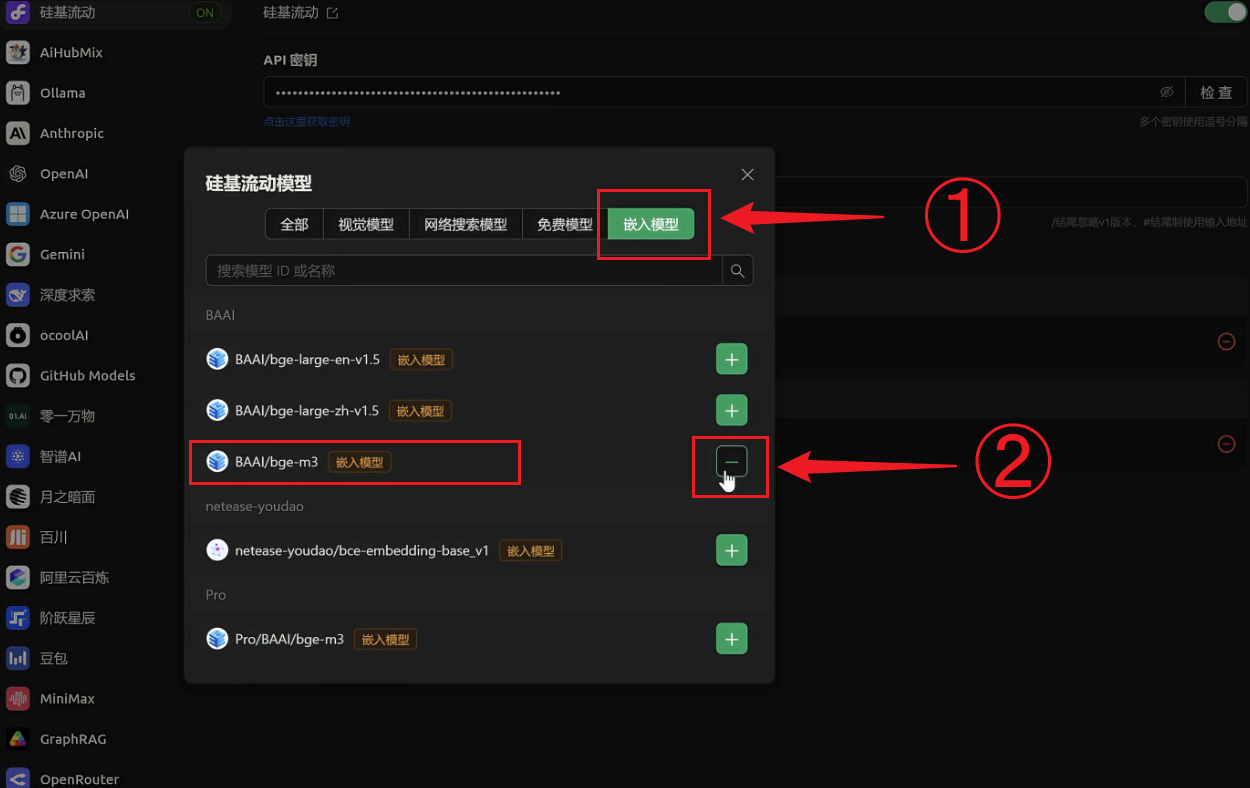 硅基流动 ON
AiHubMix
Ollama
Anthropic
OpenAI
Azure OpenAI
Gemini
深度求索
ocoolAI
GitHub Models
01.AI 零一万物
智谱AI
月之暗面
百川
阿里云百炼
阶跃星辰
豆包
MiniMax
GraphRAG
OpenRouter
硅基流动
API 密钥
检 查
点击这里获取密钥
多个密钥使用逗号分隔
/结尾忽略v1版本，#结尾制使用输入地址
硅基流动模型
全部 视觉模型 网络搜索模型 免费模型 嵌入模型
搜索模型 ID 或名称
BAAI
BAAI/bge-large-en-v1.5 嵌入模型
BAAI/bge-large-zh-v1.5 嵌入模型
BAAI/bge-m3 嵌入模型
netease-youdao
netease-youdao/bce-embedding-base_v1 嵌入模型
Pro
Pro/BAAI/bge-m3 嵌入模型
①
②